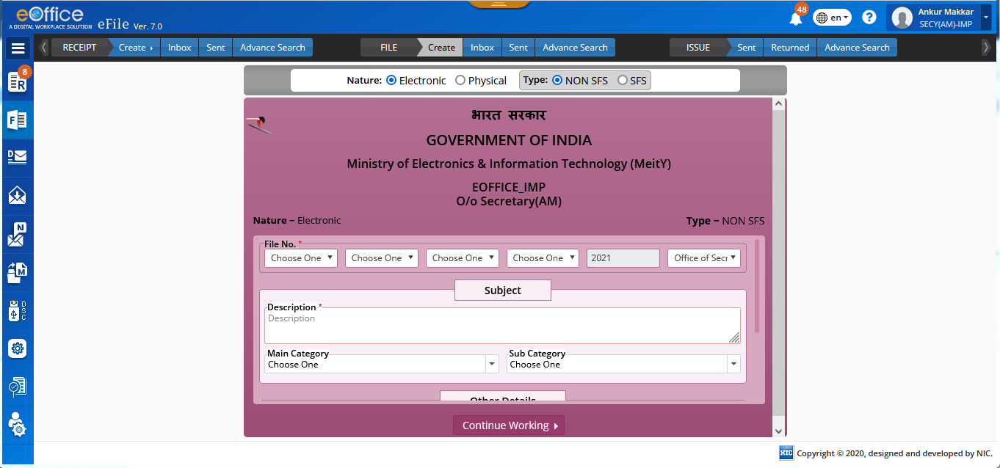 eOffice
A DIGITAL WORKPLACE SOLUTION
eFile Ver. 7.0
48
en
?
Ankur Makkar
SECY(AM)-IMP
RECEIPT Create Inbox Sent Advance Search
FILE Create Inbox Sent Advance Search
ISSUE Sent Returned Advance Search
8
R
F
D
N
M
DSC
Nature: Electronic Physical Type: NON SFS SFS
भारत सरकार
GOVERNMENT OF INDIA
Ministry of Electronics & Information Technology (MeitY)
EOFFICE_IMP
O/o Secretary(AM)
Nature – Electronic Type – NON SFS
File No. *
Choose One Choose One Choose One Choose One 2021 Office of Secr
Subject
Description *
Description
Main Category Sub Category
Choose One Choose One
Other Details
Continue Working
NIC Copyright © 2020, designed and developed by NIC.